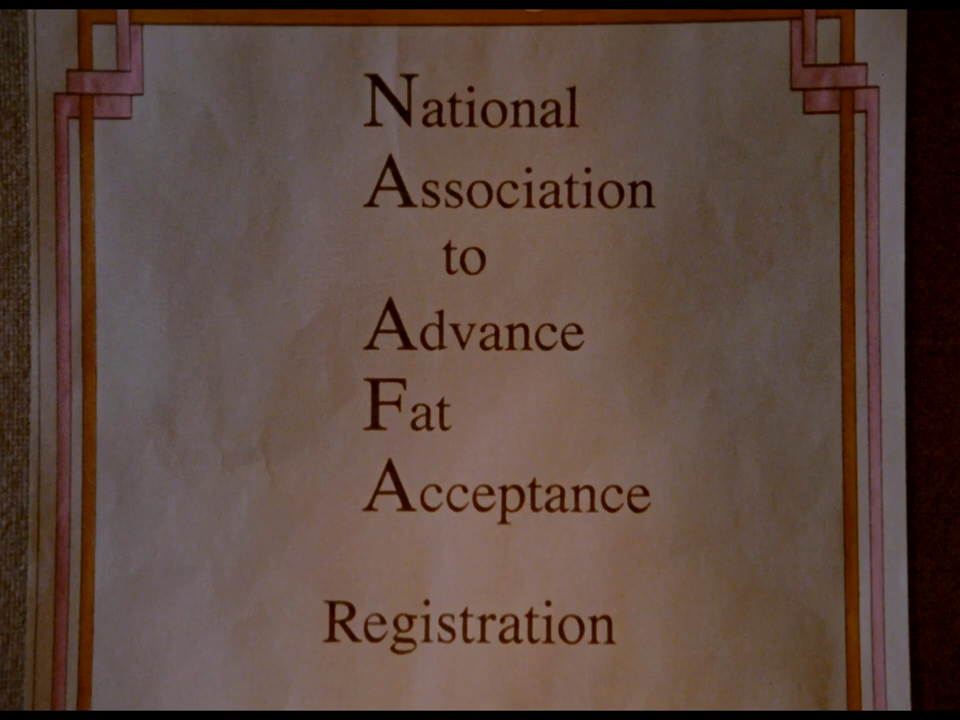 National
Association
to
Advance
Fat
Acceptance
Registration